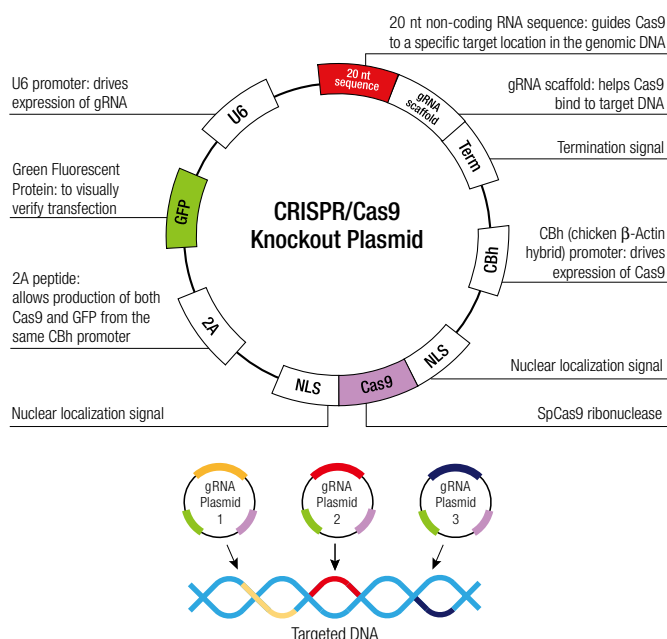 20 nt non-coding RNA sequence: guides Cas9
to a specific target location in the genomic DNA
U6 promoter: drives
expression of gRNA
20 nt
sequence
gRNA
scaffold
gRNA scaffold: helps Cas9
bind to target DNA
U6
Term
Termination signal
Green Fluorescent
Protein: to visually
verify transfection
GFP
CRISPR/Cas9
Knockout Plasmid
CBh
CBh (chicken β-Actin
hybrid) promoter: drives
expression of Cas9
2A peptide:
allows production of both
Cas9 and GFP from the
same CBh promoter
2A
NLS
Cas9
NLS
Nuclear localization signal
Nuclear localization signal
SpCas9 ribonuclease
gRNA
Plasmid
1
gRNA
Plasmid
2
gRNA
Plasmid
3
Targeted DNA